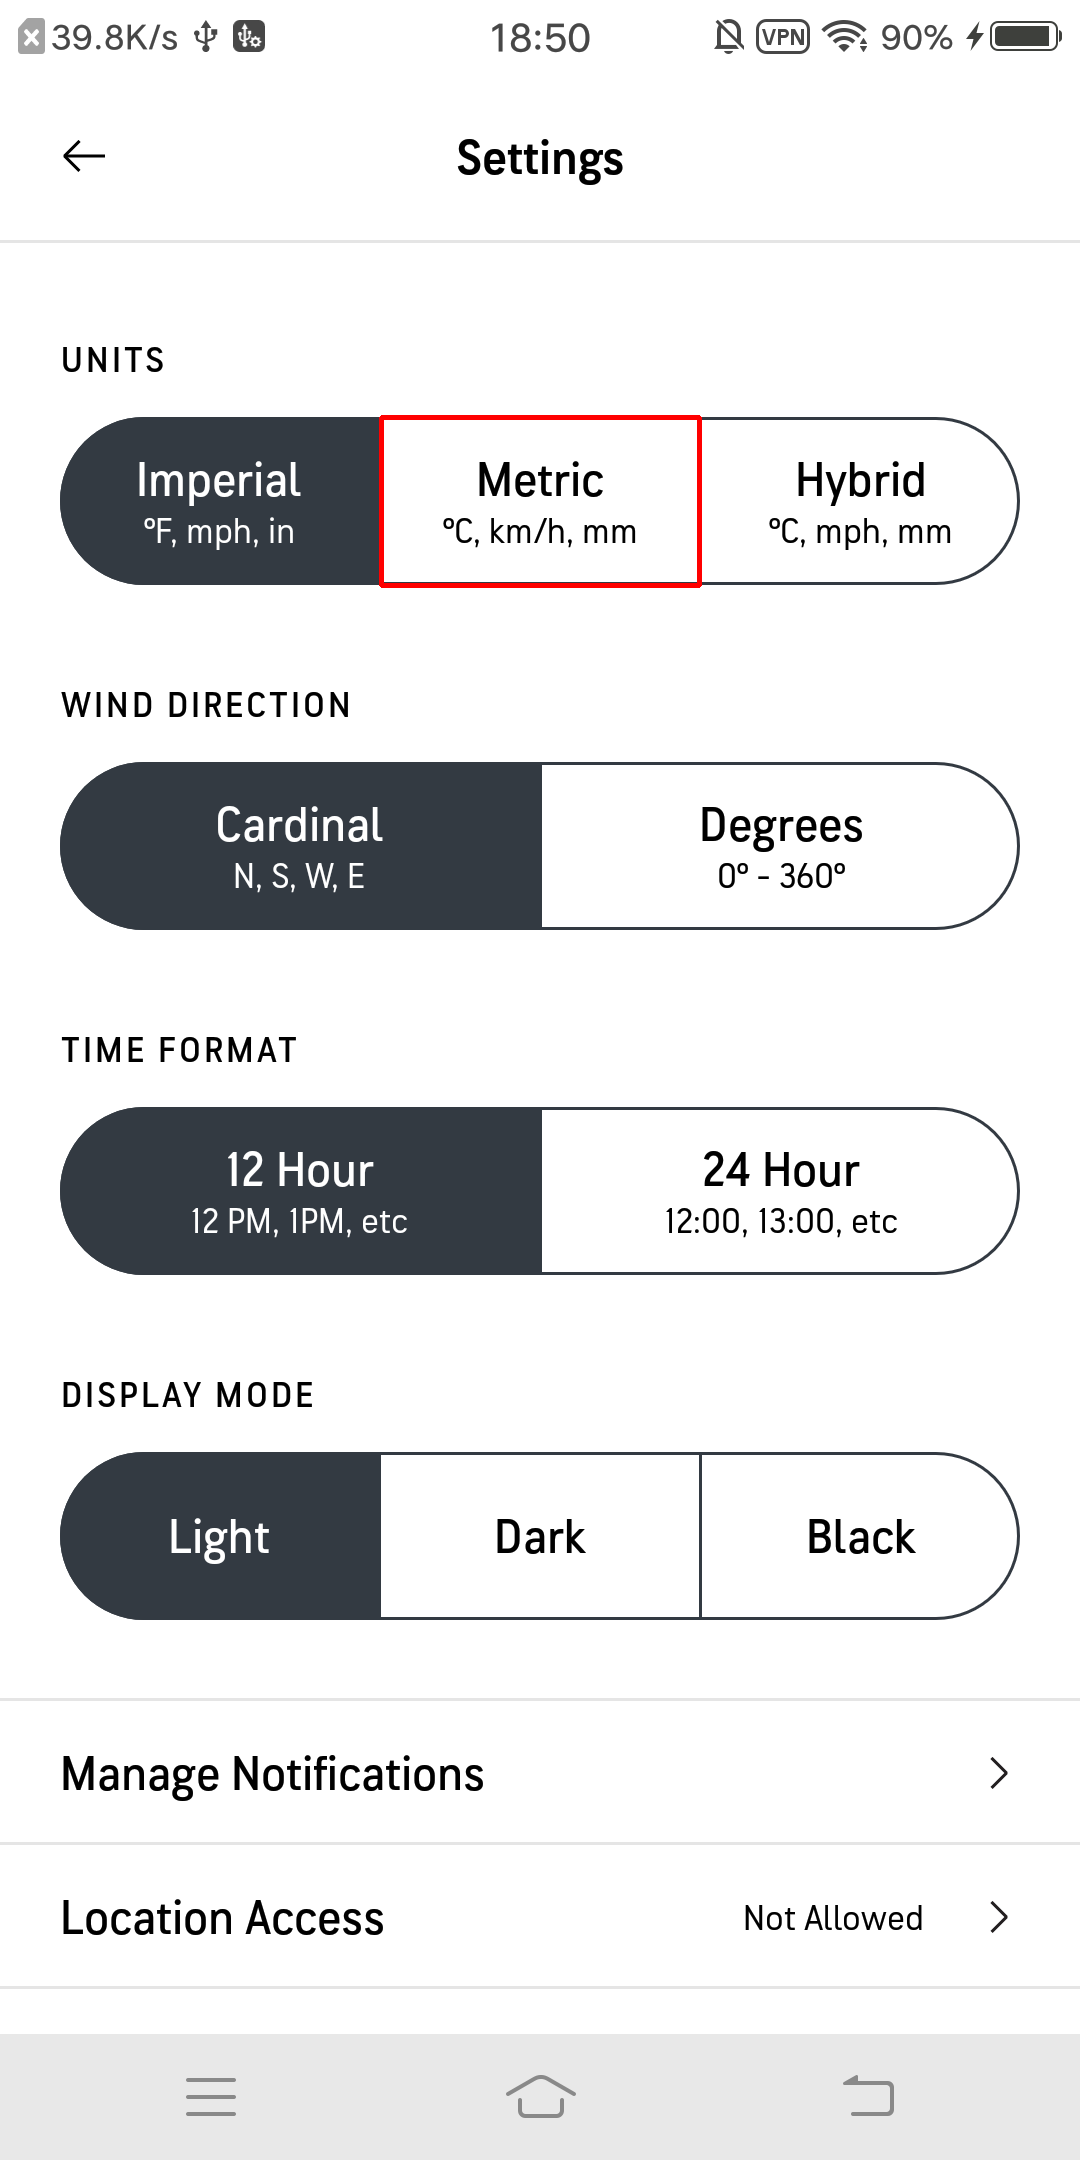 39.8K/s 18:50 VPN 90%
Settings
UNITS
Imperial Metric Hybrid
°F, mph, in °C, km/h, mm °C, mph, mm
WIND DIRECTION
Cardinal Degrees
N, S, W, E 0° - 360°
TIME FORMAT
12 Hour 24 Hour
12 PM, 1PM, etc 12:00, 13:00, etc
DISPLAY MODE
Light Dark Black
Manage Notifications
Location Access Not Allowed